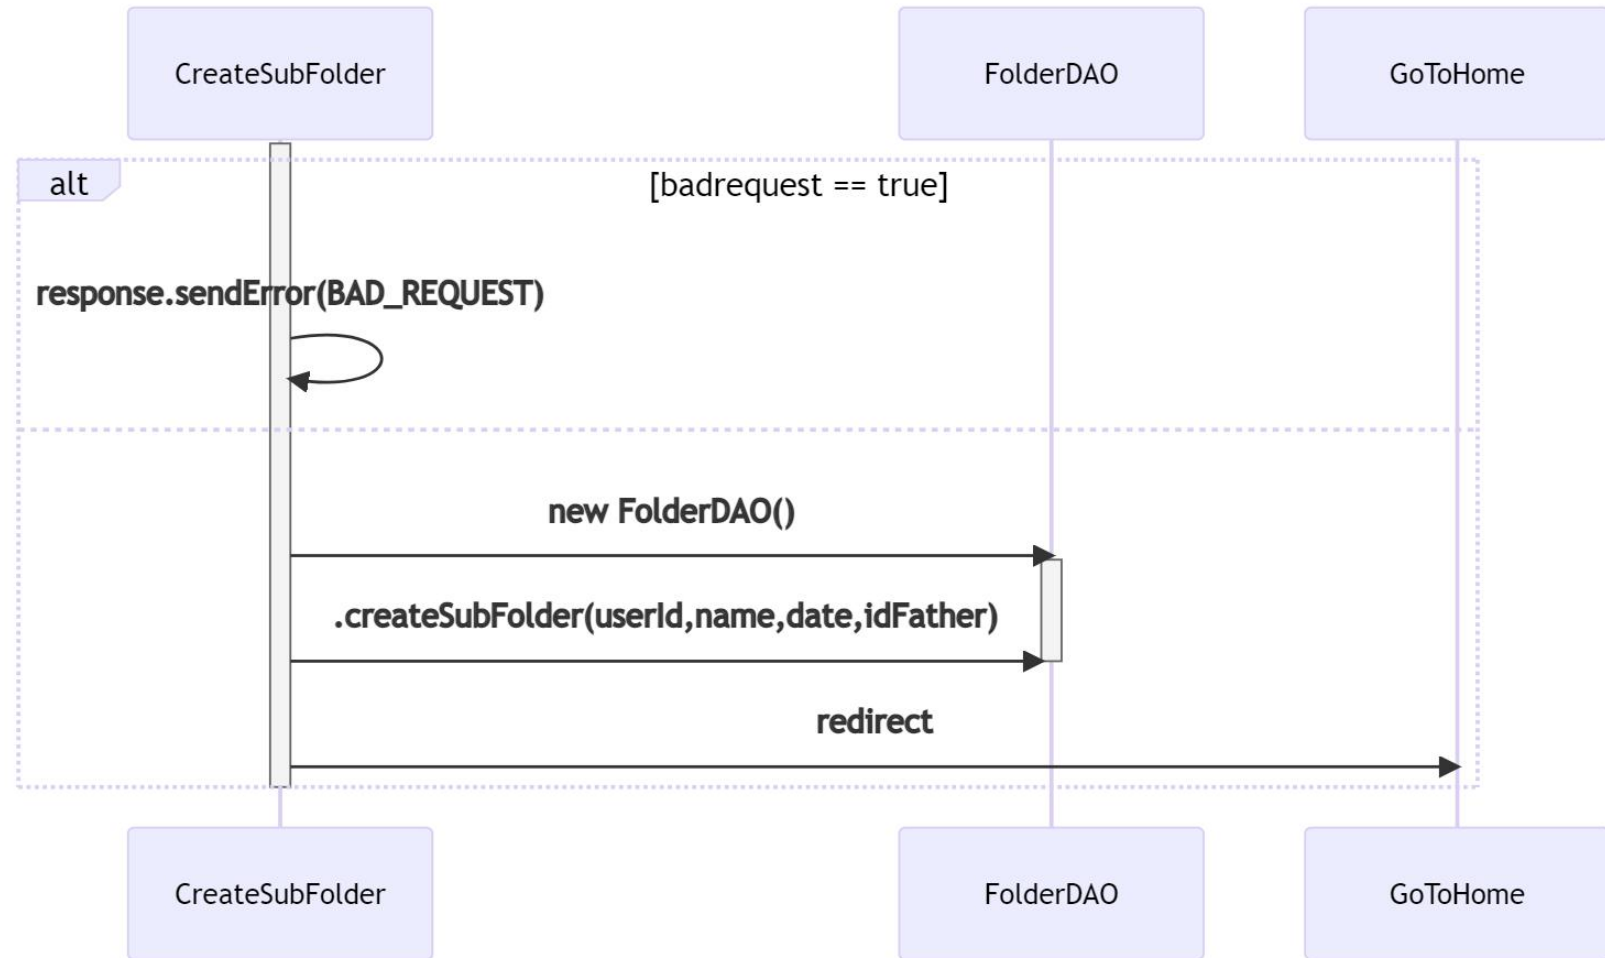 CreateSubFolder
FolderDAO
GoToHome
alt
[badrequest == true]
response.sendError(BAD_REQUEST)
new FolderDAO()
.createSubFolder(userId,name,date,idFather)
redirect
CreateSubFolder
FolderDAO
GoToHome